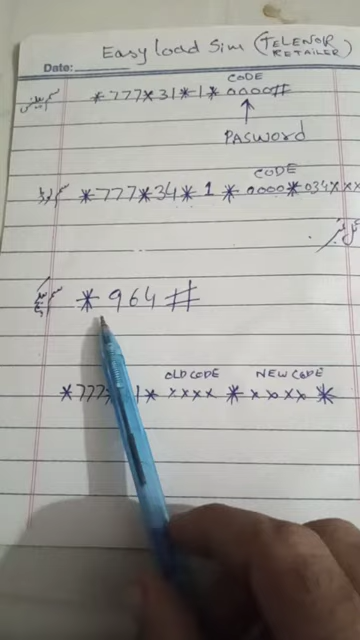 Easy Load Sim (TELENOR RETAILER)
Date:
CODE
*777*31*1*0000#
PASWORD
CODE
*777*34*1*0000*034xxx
*964#
OLD CODE NEW CODE
*777* 1* xxxx * xxxx *